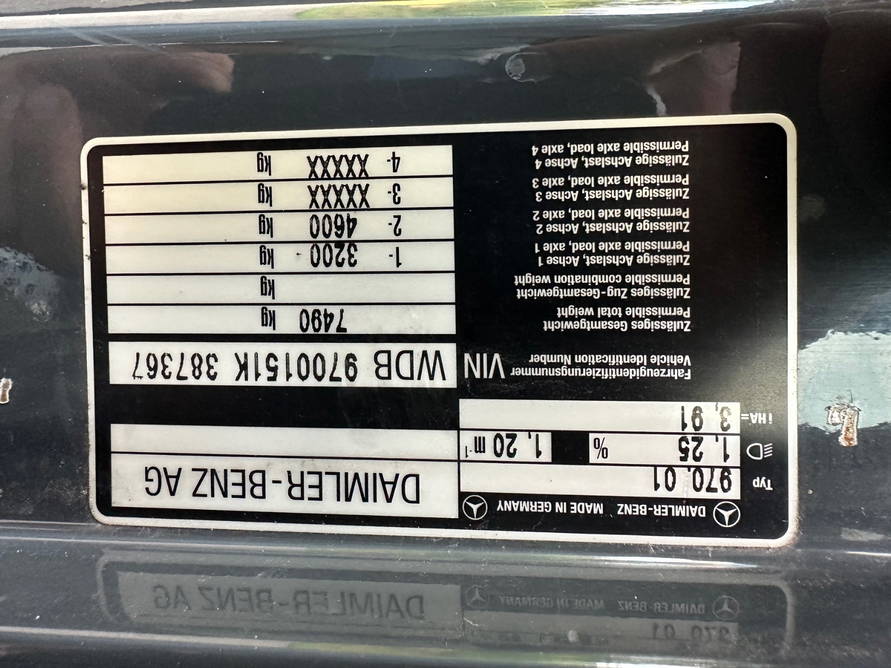 DAIMLER-BENZ MADE IN GERMANY
Typ 970.01
1,25 % 1,20 m⁻¹
iHA= 3,91
DAIMLER-BENZ AG
Fahrzeugidentifizierungsnummer
Vehicle Identification Number
VIN WDB 9700151K 387367
Zulässiges Gesamtgewicht
Permissible total weight
7490 kg
Zulässiges Zug-Gesamtgewicht
Permissible combination weight
kg
Zulässige Achslast, Achse 1
Permissible axle load, axle 1
1- 3200 kg
Zulässige Achslast, Achse 2
Permissible axle load, axle 2
2- 4600 kg
Zulässige Achslast, Achse 3
Permissible axle load, axle 3
3- XXXXX kg
Zulässige Achslast, Achse 4
Permissible axle load, axle 4
4- XXXXX kg